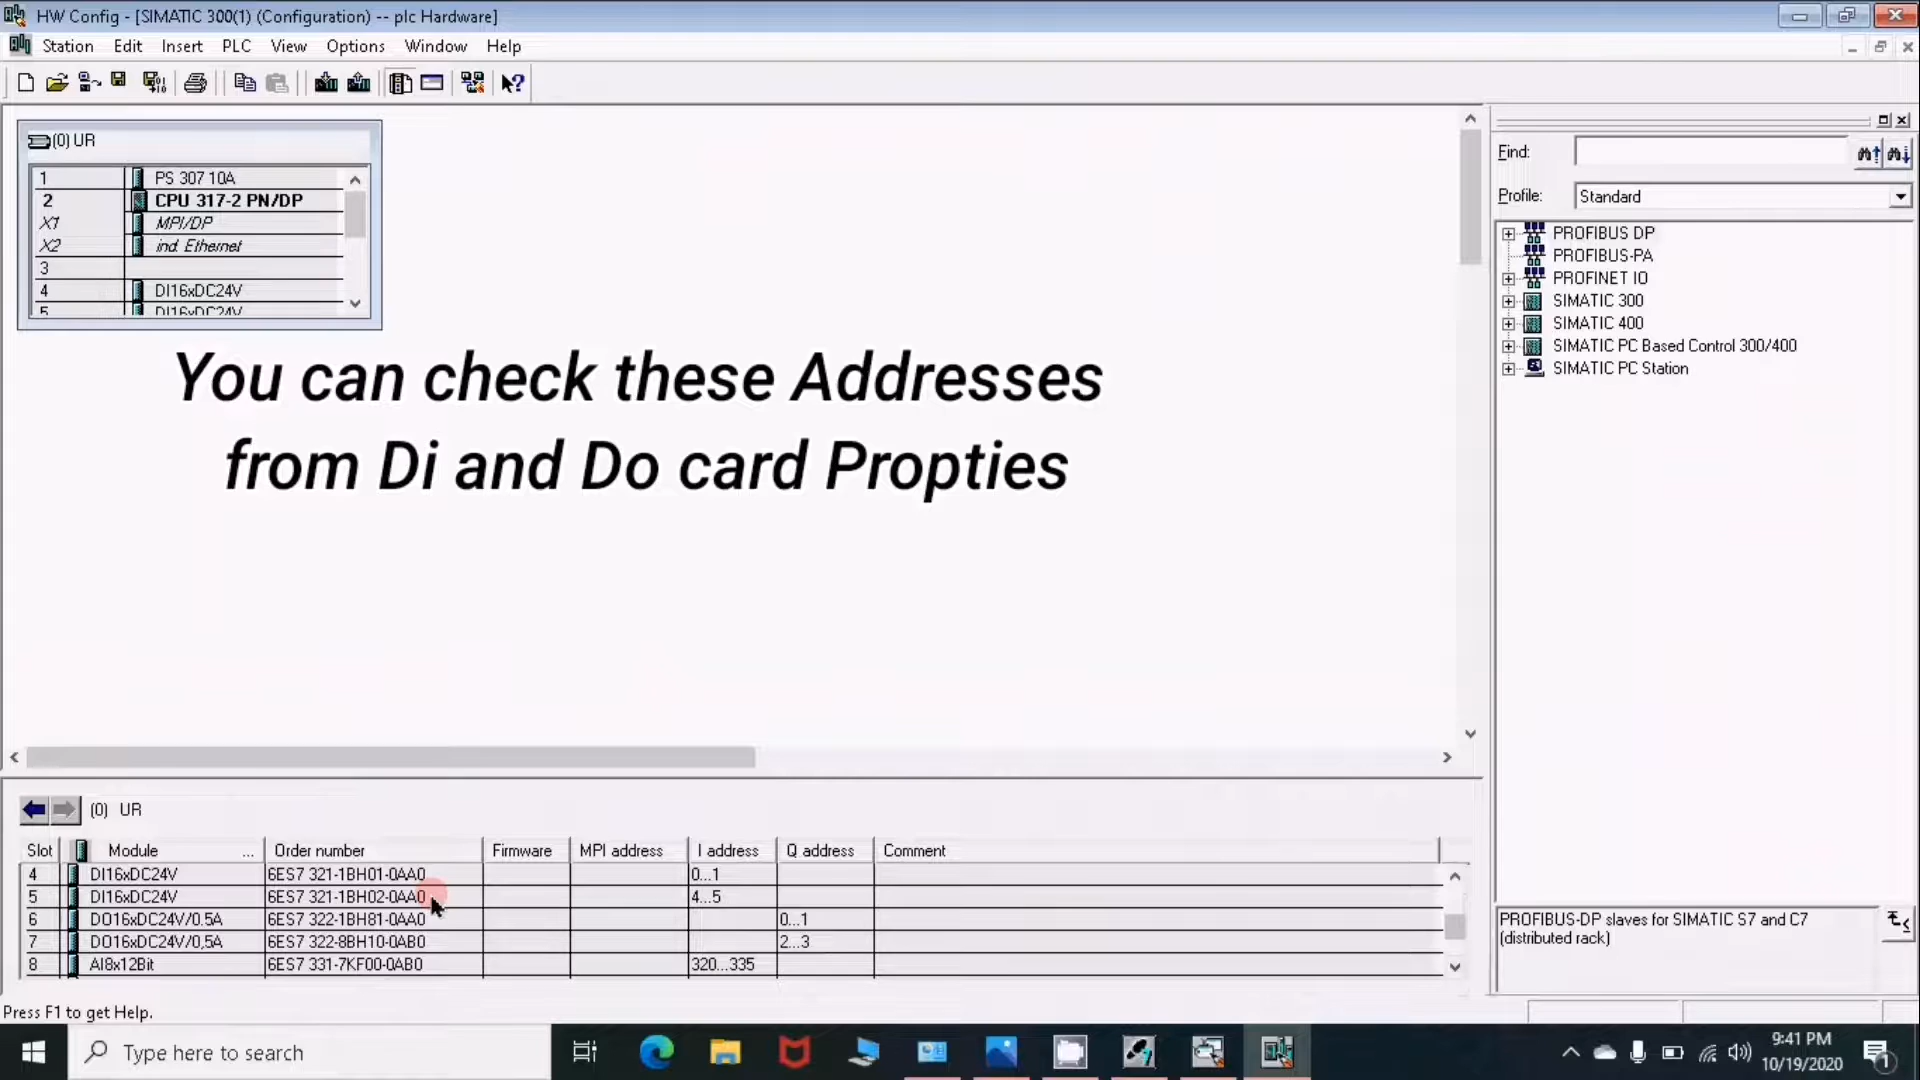 HW Config - [SIMATIC 300(1) (Configuration) -- plc Hardware]
Station Edit Insert PLC View Options Window Help
(0) UR
1 PS 307 10A
2 CPU 317-2 PN/DP
X1 MPI/DP
X2 ind. Ethernet
3
4 DI16xDC24V
5 DI16xDC24V
You can check these Addresses
from Di and Do card Propties
Find:
Profile: Standard
PROFIBUS DP
PROFIBUS-PA
PROFINET IO
SIMATIC 300
SIMATIC 400
SIMATIC PC Based Control 300/400
SIMATIC PC Station
PROFIBUS-DP slaves for SIMATIC S7 and C7
(distributed rack)
(0) UR
Slot Module ... Order number Firmware MPI address I address Q address Comment
4 DI16xDC24V 6ES7 321-1BH01-0AA0 0...1
5 DI16xDC24V 6ES7 321-1BH02-0AA0 4...5
6 DO16xDC24V/0.5A 6ES7 322-1BH81-0AA0 0...1
7 DO16xDC24V/0,5A 6ES7 322-8BH10-0AB0 2...3
8 AI8x12Bit 6ES7 331-7KF00-0AB0 320...335
Press F1 to get Help.
Type here to search
9:41 PM
10/19/2020
1